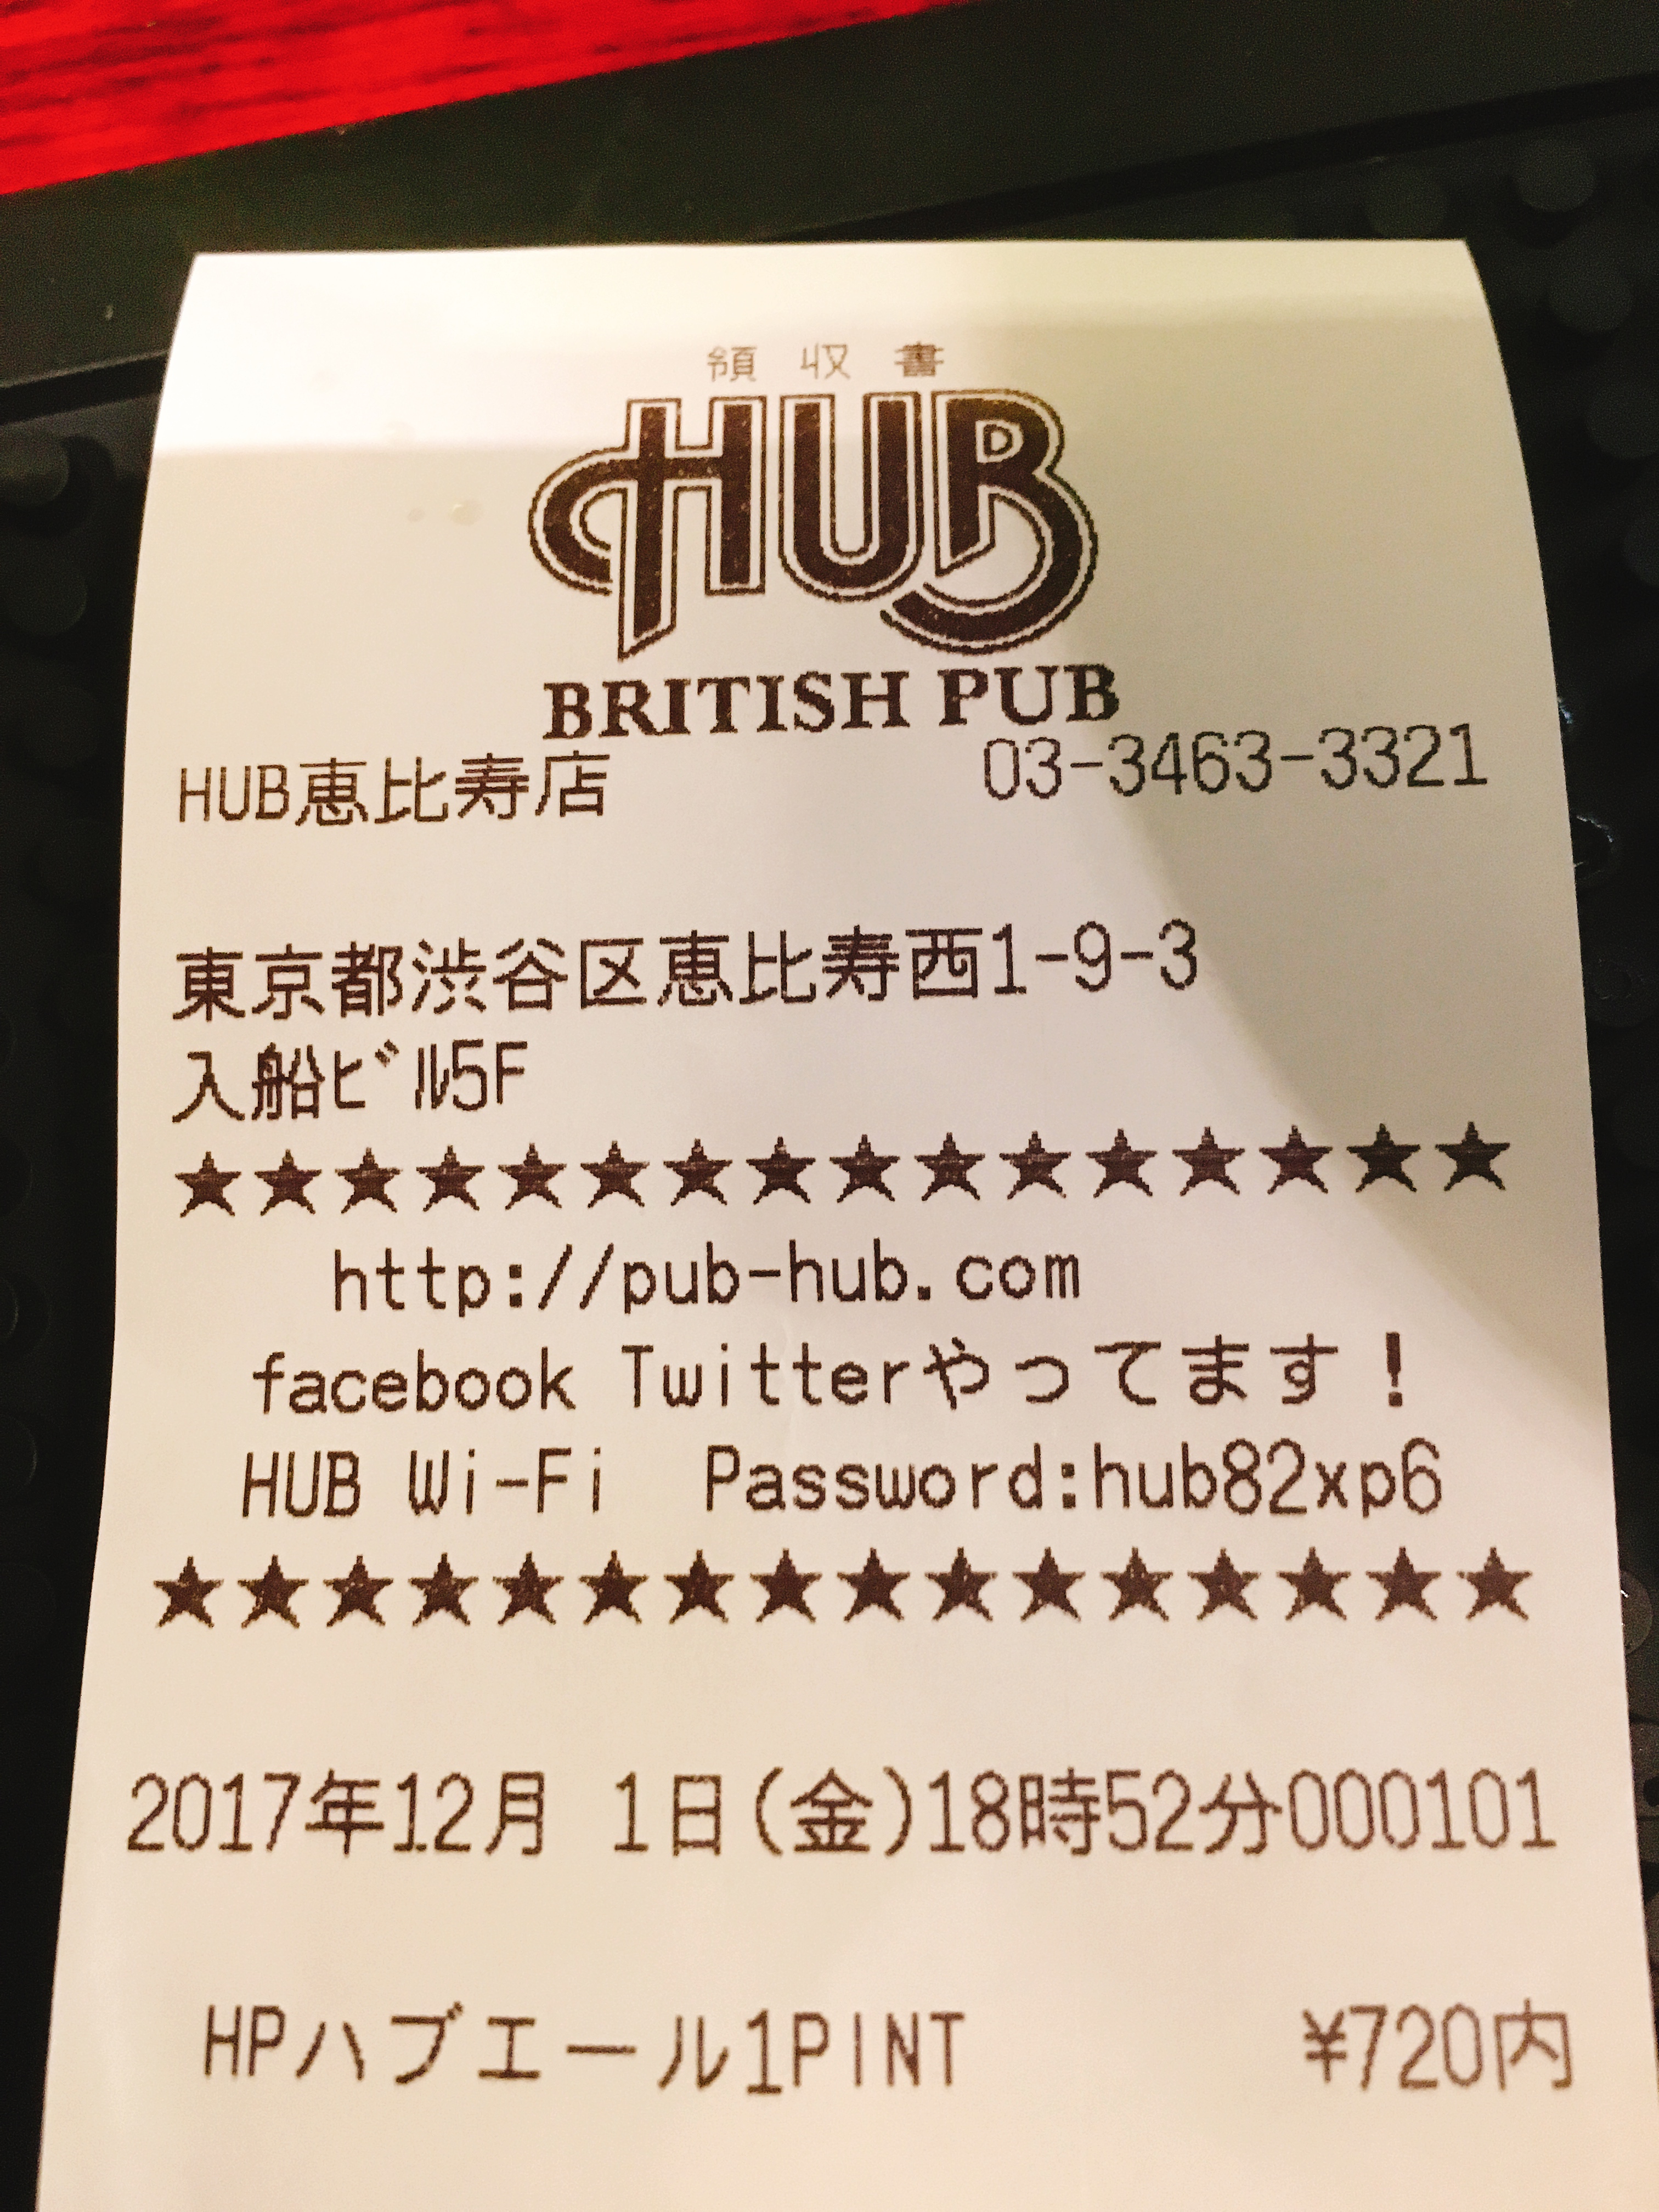 領収書
HUB
BRITISH PUB
HUB恵比寿店 03-3463-3321
東京都渋谷区恵比寿西1-9-3
入船ビル5F
★★★★★★★★★★★★★★★★
http://pub-hub.com
facebook Twitterやってます！
HUB Wi-Fi Password:hub82xp6
★★★★★★★★★★★★★★★★
2017年12月 1日(金)18時52分000101
HPハブエール1PINT ¥720内